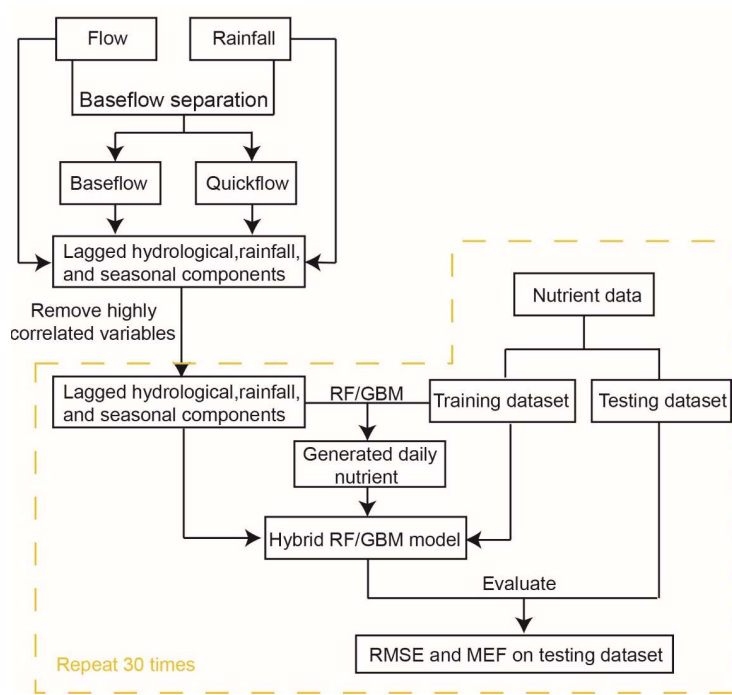 Flow
Rainfall
Baseflow separation
Baseflow
Quickflow
Lagged hydrological,rainfall,
and seasonal components
Remove highly
correlated variables
Nutrient data
Lagged hydrological,rainfall,
and seasonal components
RF/GBM
Training dataset
Testing dataset
Generated daily
nutrient
Hybrid RF/GBM model
Evaluate
RMSE and MEF on testing dataset
Repeat 30 times